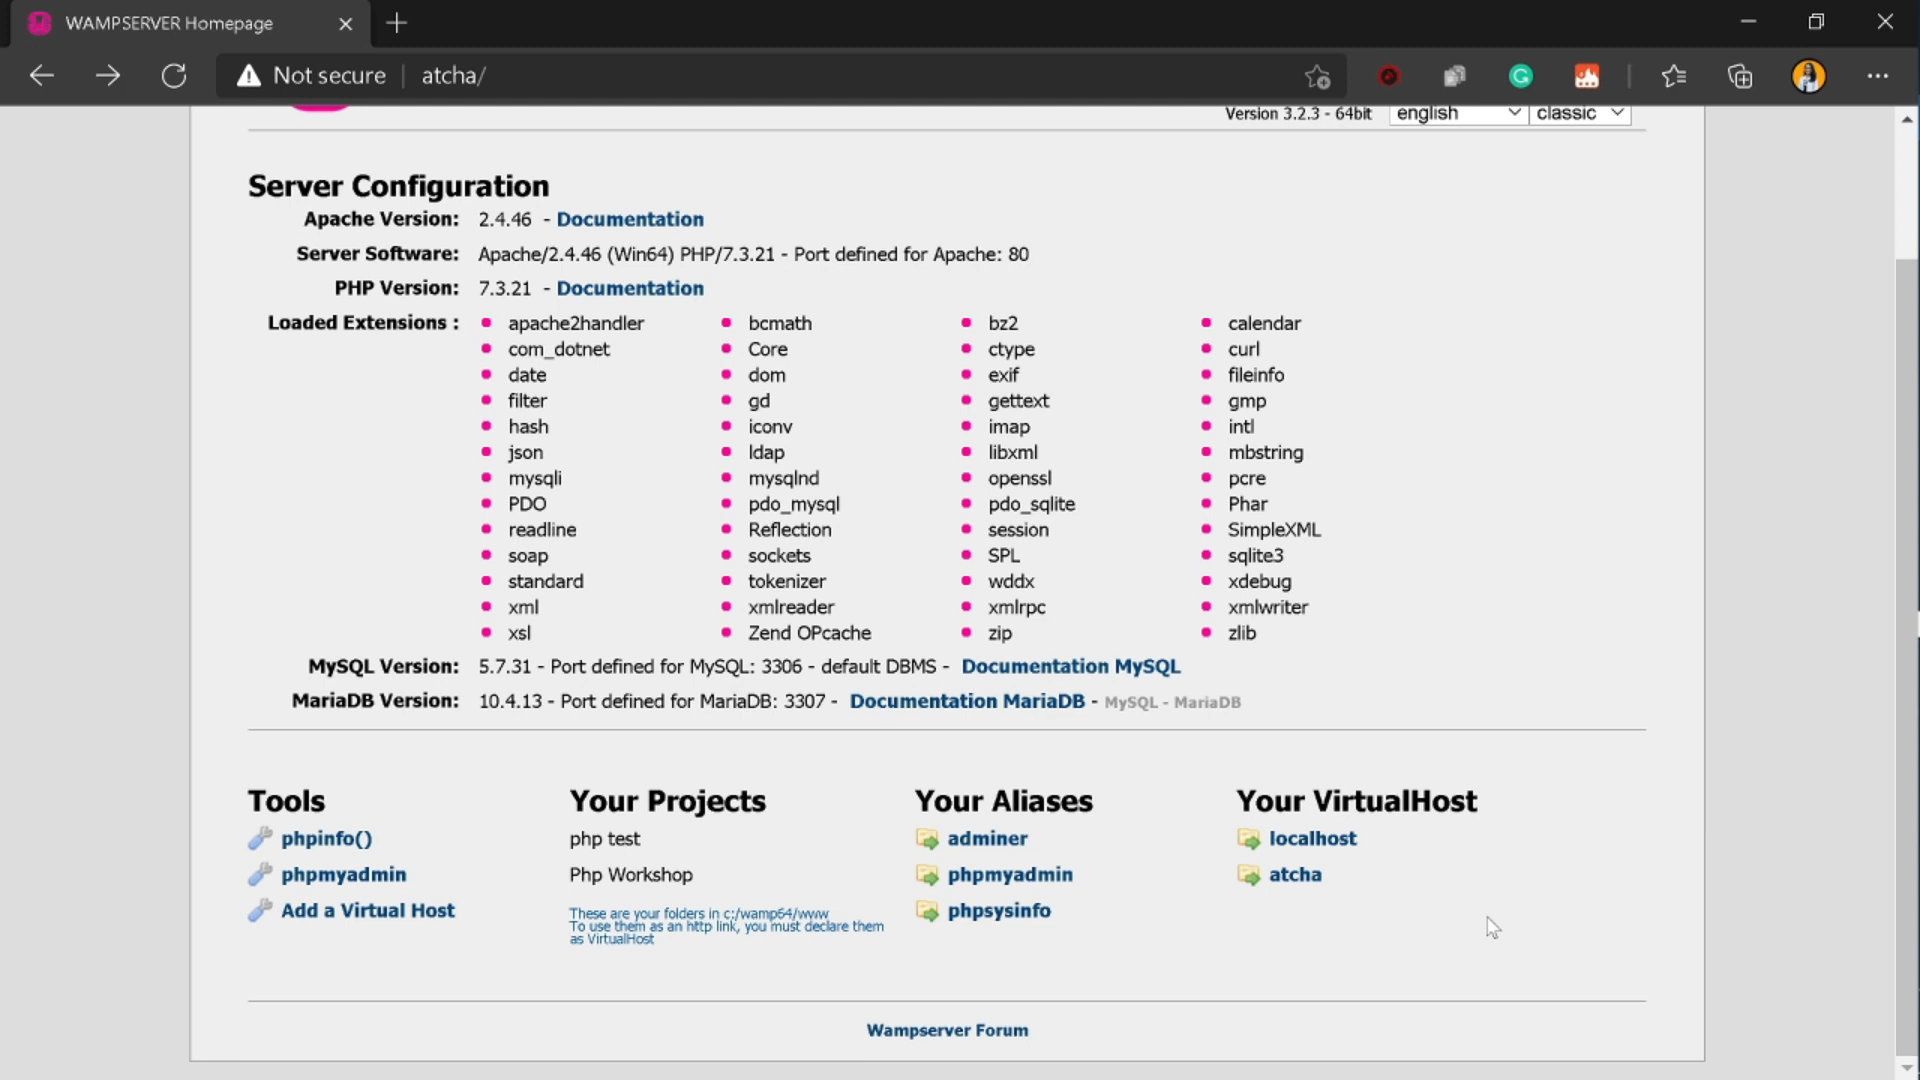 WAMPSERVER Homepage
Not secure
atcha/
Version 3.2.3 - 64bit english classic
Server Configuration
Apache Version: 2.4.46 - Documentation
Server Software: Apache/2.4.46 (Win64) PHP/7.3.21 - Port defined for Apache: 80
PHP Version: 7.3.21 - Documentation
Loaded Extensions : apache2handler bcmath bz2 calendar
com_dotnet Core ctype curl
date dom exif fileinfo
filter gd gettext gmp
hash iconv imap intl
json ldap libxml mbstring
mysqli mysqlnd openssl pcre
PDO pdo_mysql pdo_sqlite Phar
readline Reflection session SimpleXML
soap sockets SPL sqlite3
standard tokenizer wddx xdebug
xml xmlreader xmlrpc xmlwriter
xsl Zend OPcache zip zlib
MySQL Version: 5.7.31 - Port defined for MySQL: 3306 - default DBMS - Documentation MySQL
MariaDB Version: 10.4.13 - Port defined for MariaDB: 3307 - Documentation MariaDB - MySQL - MariaDB
Tools
phpinfo()
phpmyadmin
Add a Virtual Host
Your Projects
php test
Php Workshop
These are your folders in c:/wamp64/www
To use them as an http link, you must declare them
as VirtualHost
Your Aliases
adminer
phpmyadmin
phpsysinfo
Your VirtualHost
localhost
atcha
Wampserver Forum